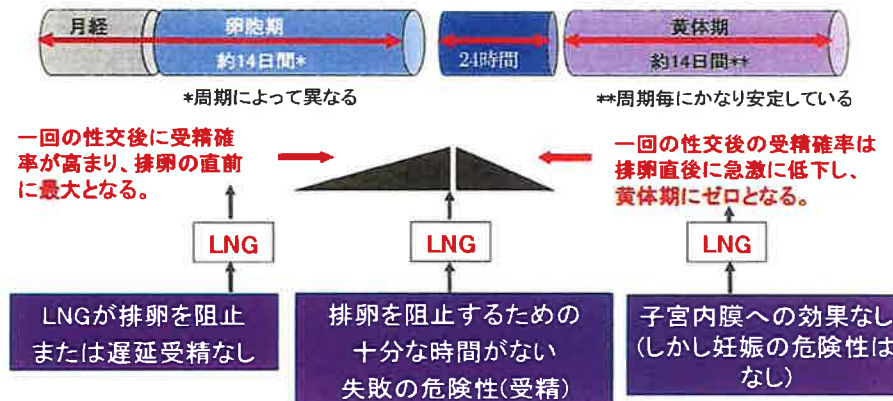 月経
卵胞期
約14日間*
24時間
黄体期
約14日間**
*周期によって異なる
**周期毎にかなり安定している
一回の性交後に受精確
率が高まり、排卵の直前
に最大となる。
一回の性交後の受精確率は
排卵直後に急激に低下し、
黄体期にゼロとなる。
LNG
LNG
LNG
LNGが排卵を阻止
または遅延受精なし
排卵を阻止するための
十分な時間がない
失敗の危険性(受精)
子宮内膜への効果なし
(しかし妊娠の危険性は
なし)